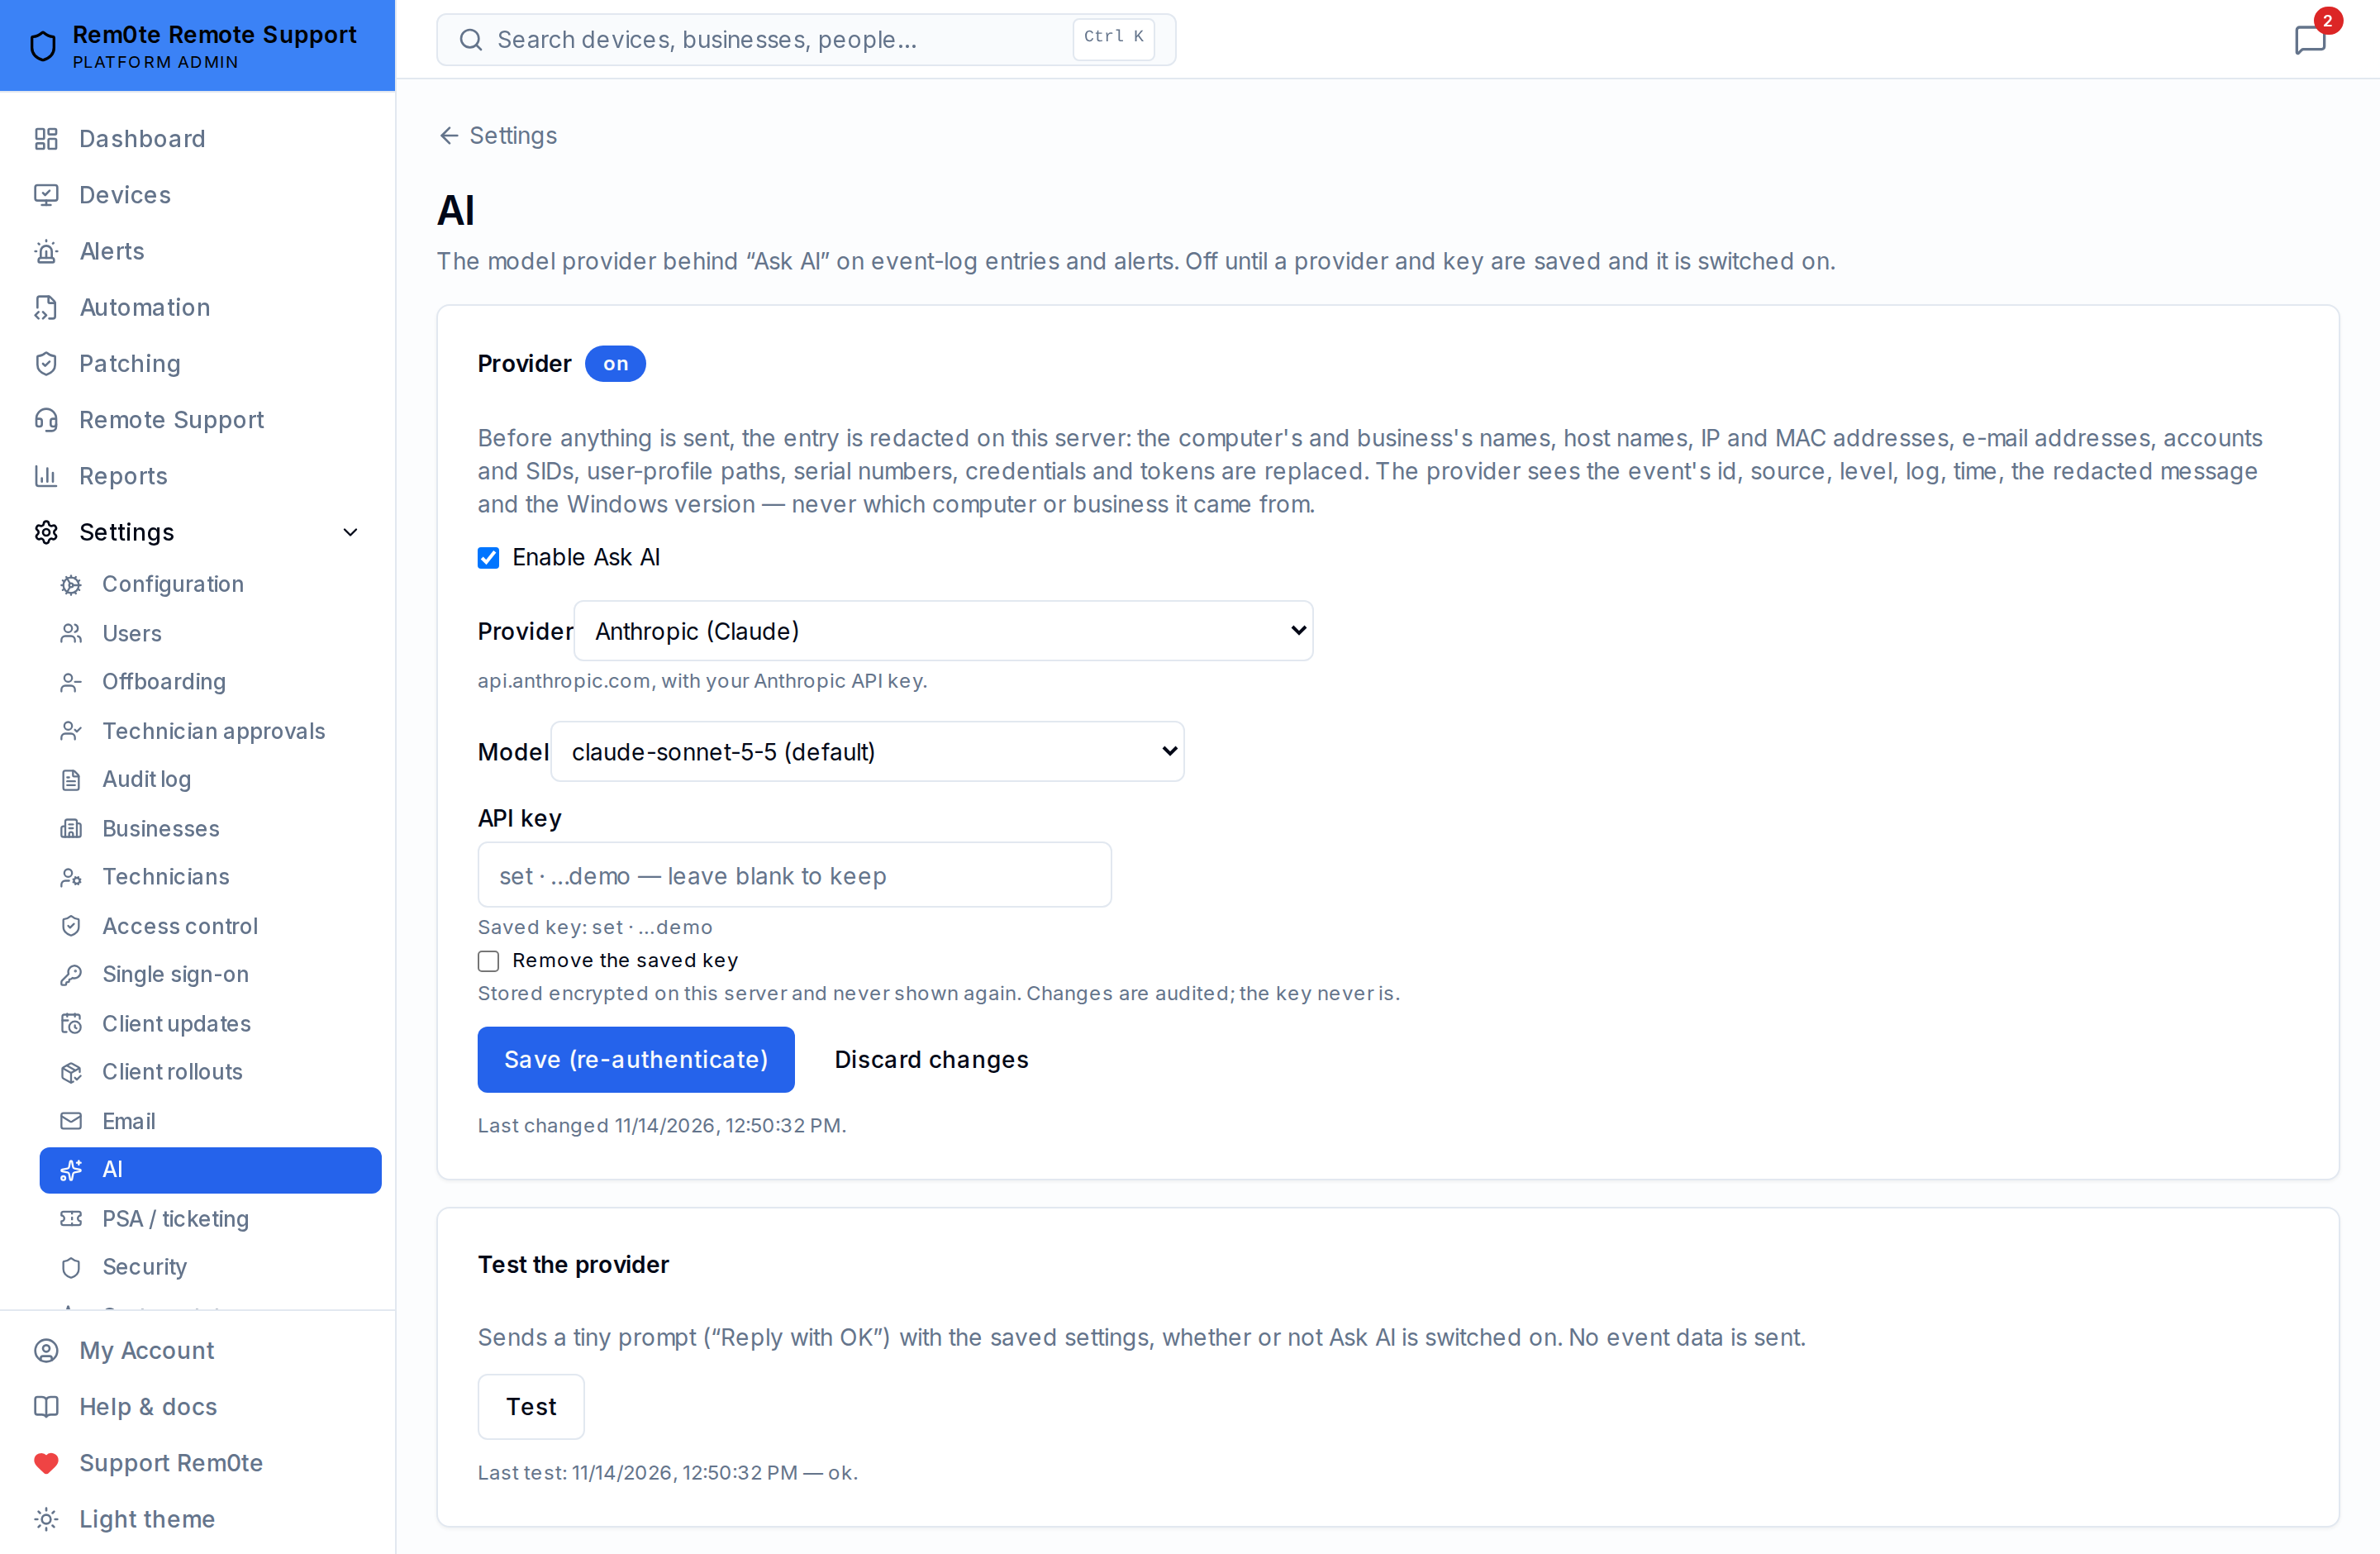 Rem0te Remote Support
PLATFORM ADMIN
Search devices, businesses, people...
Ctrl K
2
Dashboard
Devices
Alerts
Automation
Patching
Remote Support
Reports
Settings
Configuration
Users
Offboarding
Technician approvals
Audit log
Businesses
Technicians
Access control
Single sign-on
Client updates
Client rollouts
Email
AI
PSA / ticketing
Security
My Account
Help & docs
Support Rem0te
Light theme
Settings
AI
The model provider behind “Ask AI” on event-log entries and alerts. Off until a provider and key are saved and it is switched on.
Provider on
Before anything is sent, the entry is redacted on this server: the computer's and business's names, host names, IP and MAC addresses, e-mail addresses, accounts
and SIDs, user-profile paths, serial numbers, credentials and tokens are replaced. The provider sees the event's id, source, level, log, time, the redacted message
and the Windows version — never which computer or business it came from.
Enable Ask AI
Provider Anthropic (Claude)
api.anthropic.com, with your Anthropic API key.
Model claude-sonnet-5-5 (default)
API key
set · …demo — leave blank to keep
Saved key: set · …demo
Remove the saved key
Stored encrypted on this server and never shown again. Changes are audited; the key never is.
Save (re-authenticate) Discard changes
Last changed 11/14/2026, 12:50:32 PM.
Test the provider
Sends a tiny prompt (“Reply with OK”) with the saved settings, whether or not Ask AI is switched on. No event data is sent.
Test
Last test: 11/14/2026, 12:50:32 PM — ok.